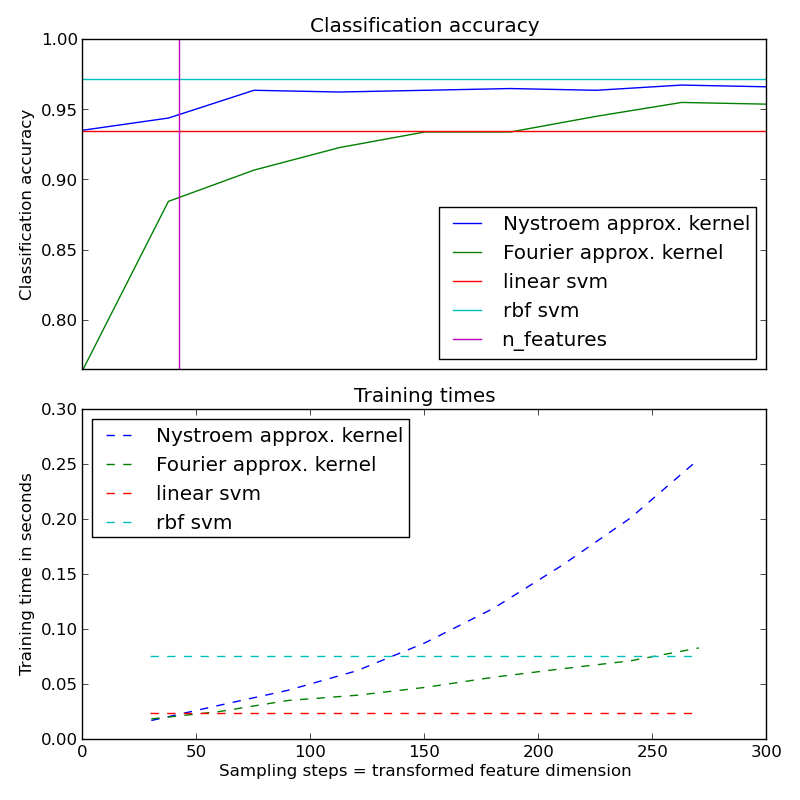 Classification accuracy
1.00
0.95
0.90
0.85
0.80
Classification accuracy
Nystroem approx. kernel
Fourier approx. kernel
linear svm
rbf svm
n_features
Training times
0.30
0.25
0.20
0.15
0.10
0.05
0.00
Training time in seconds
Nystroem approx. kernel
Fourier approx. kernel
linear svm
rbf svm
0 50 100 150 200 250 300
Sampling steps = transformed feature dimension